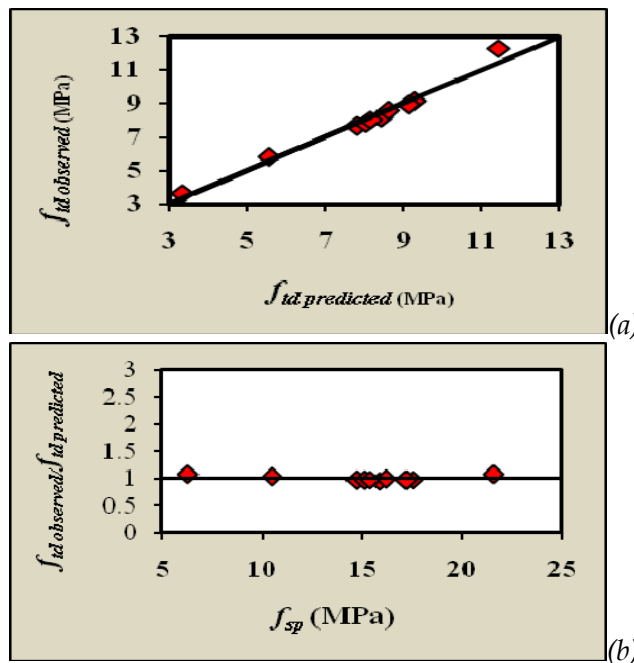 13
11
9
7
5
3
f_td observed (MPa)
3 5 7 9 11 13
f_td predicted (MPa)
(a)
3
2.5
2
1.5
1
0.5
0
f_td observed/f_td predicted
5 10 15 20 25
f_sp (MPa)
(b)